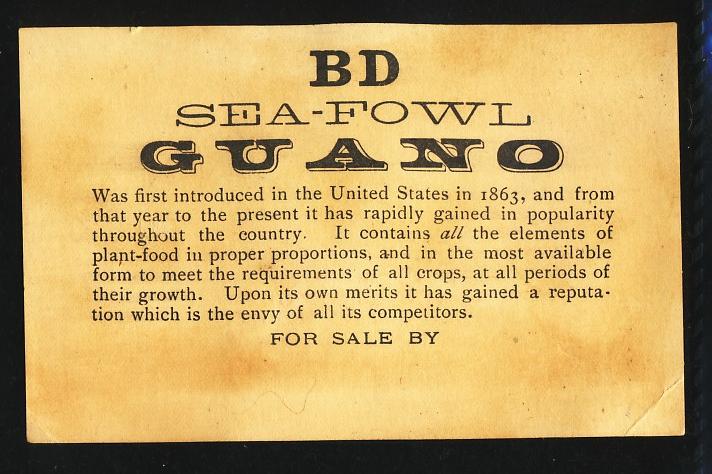 BD
SEA-FOWL
GUANO
Was first introduced in the United States in 1863, and from
that year to the present it has rapidly gained in popularity
throughout the country. It contains all the elements of
plant-food in proper proportions, and in the most available
form to meet the requirements of all crops, at all periods of
their growth. Upon its own merits it has gained a reputa-
tion which is the envy of all its competitors.
FOR SALE BY